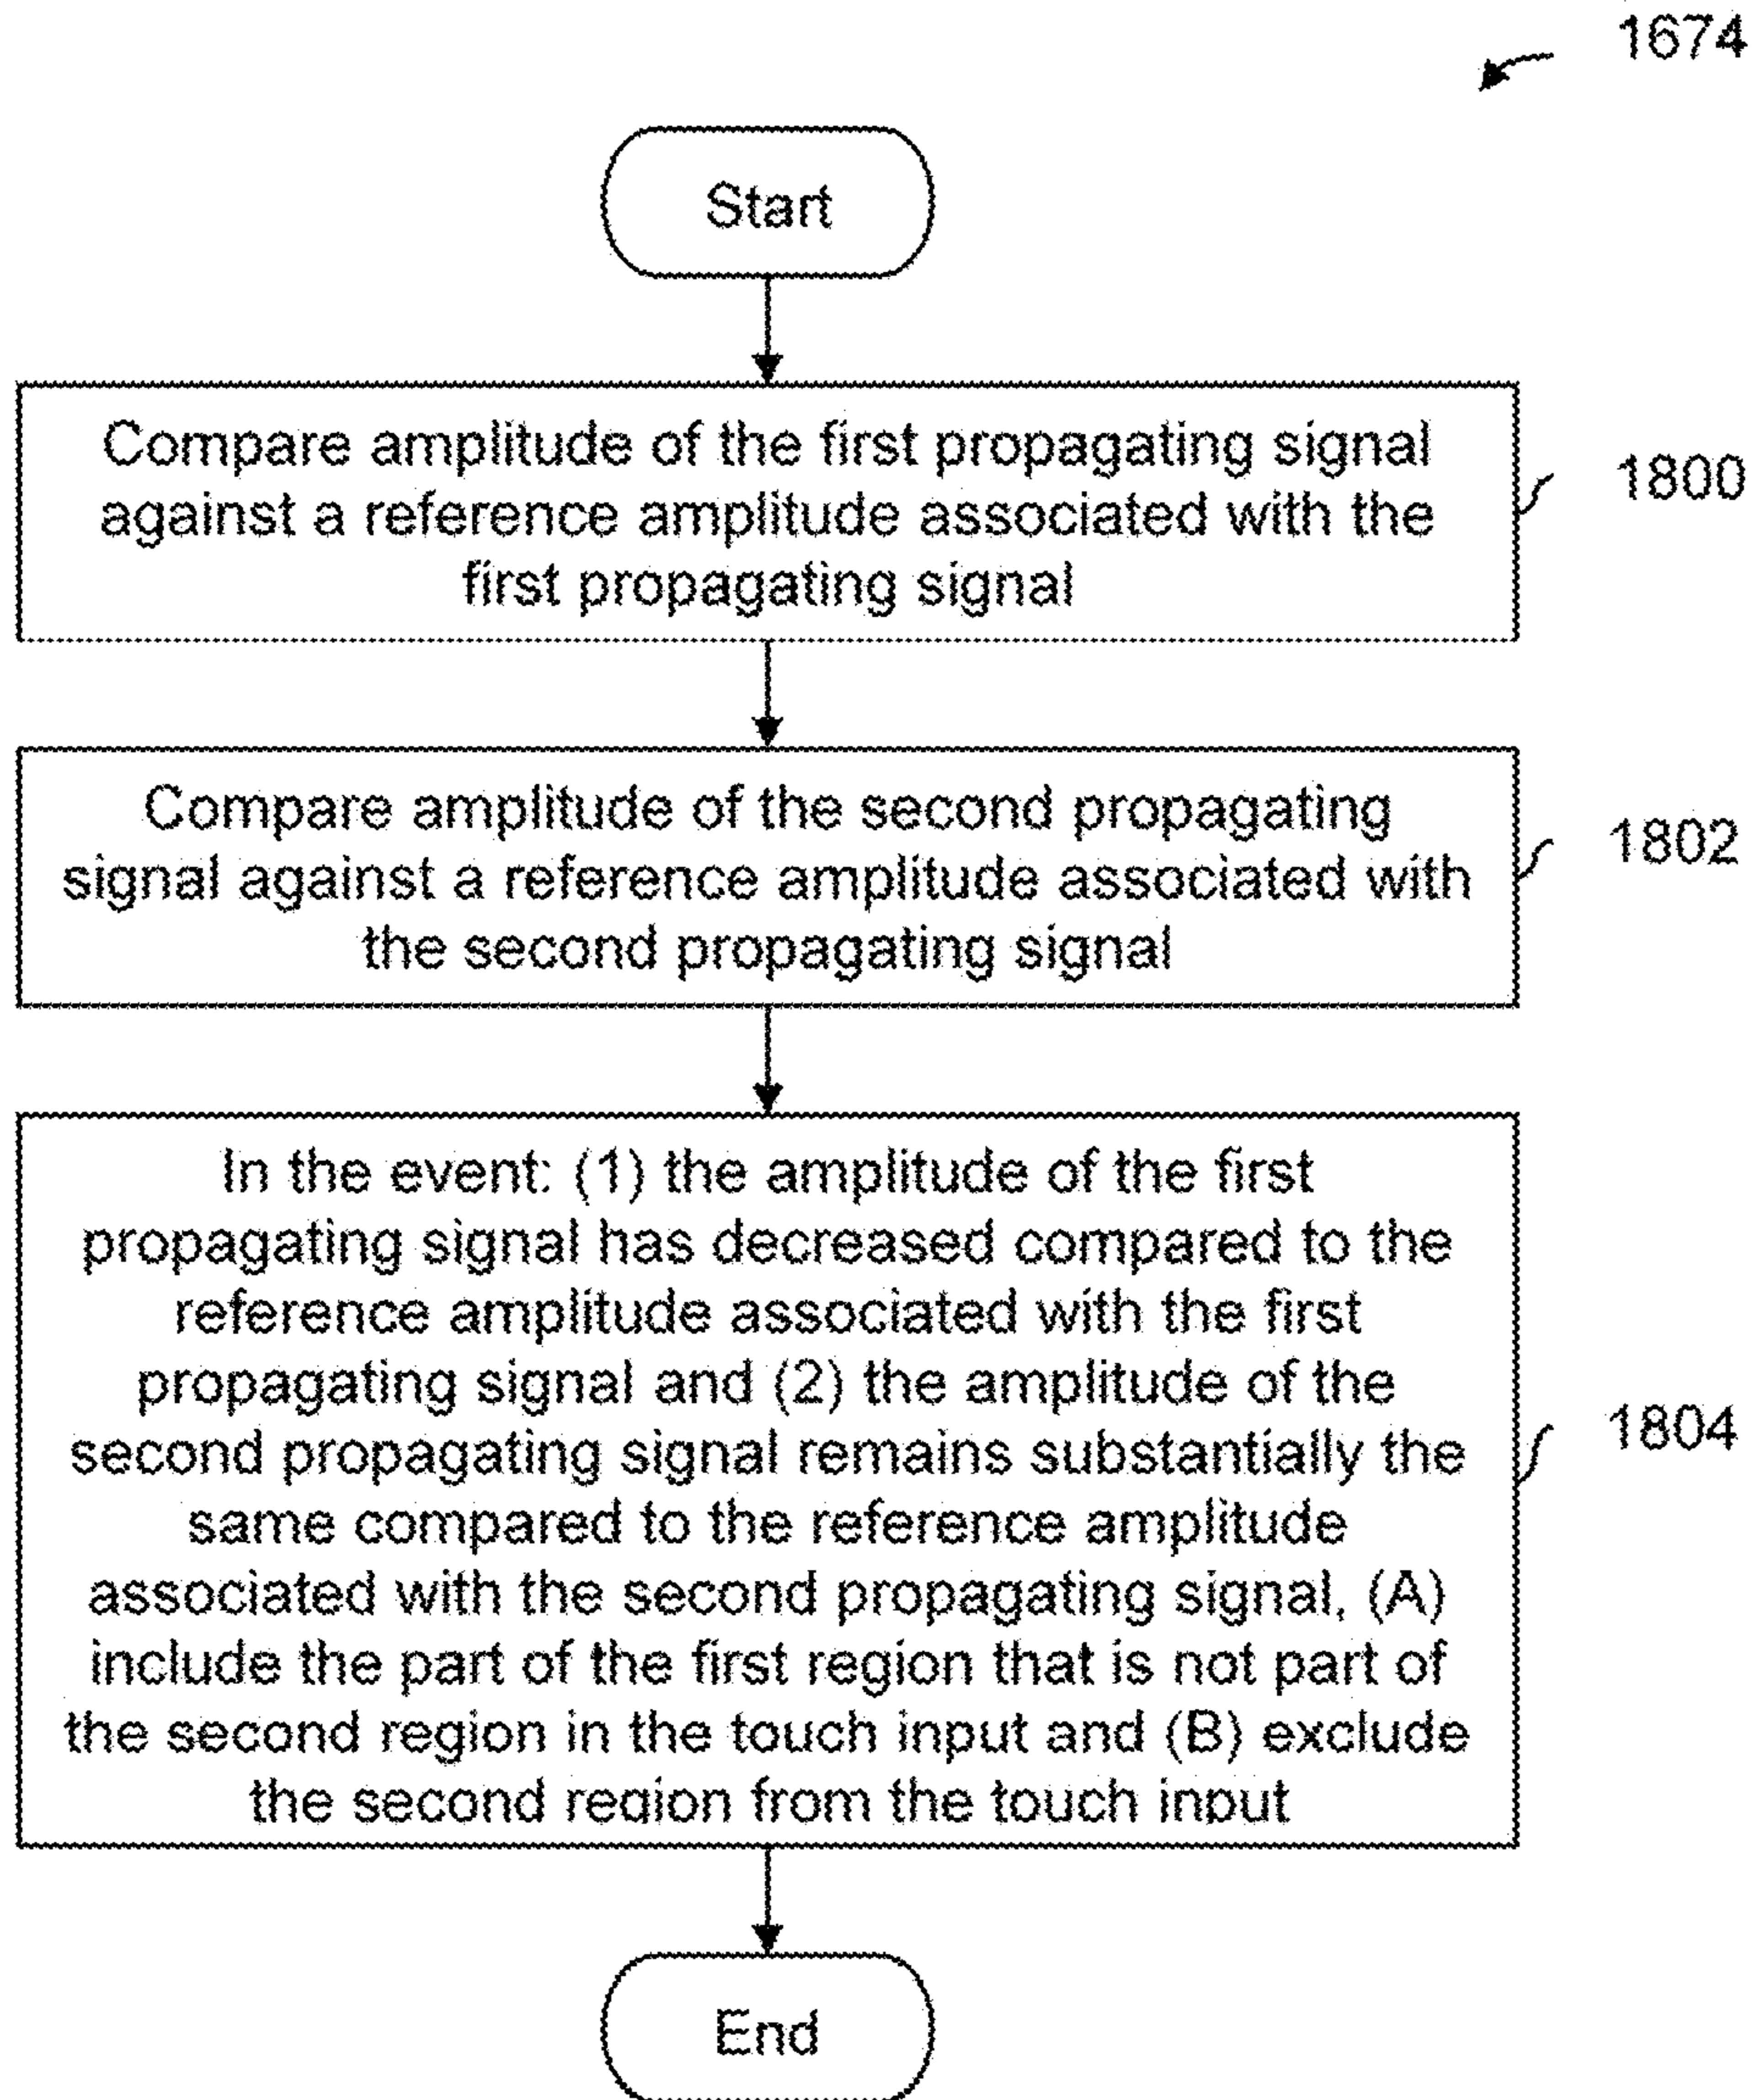 1674
Start
Compare amplitude of the first propagating signal
against a reference amplitude associated with the
first propagating signal
1800
Compare amplitude of the second propagating
signal against a reference amplitude associated with
the second propagating signal
1802
In the event: (1) the amplitude of the first
propagating signal has decreased compared to the
reference amplitude associated with the first
propagating signal and (2) the amplitude of the
second propagating signal remains substantially the
same compared to the reference amplitude
associated with the second propagating signal, (A)
include the part of the first region that is not part of
the second region in the touch input and (B) exclude
the second region from the touch input
1804
End